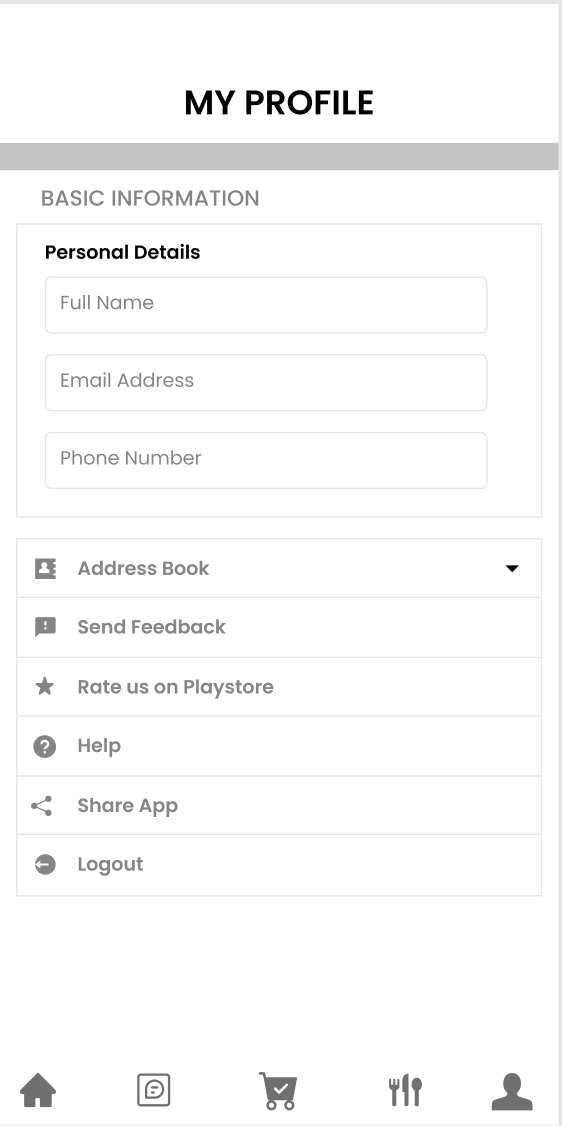 MY PROFILE
BASIC INFORMATION
Personal Details
Full Name
Email Address
Phone Number
Address Book
Send Feedback
Rate us on Playstore
Help
Share App
Logout